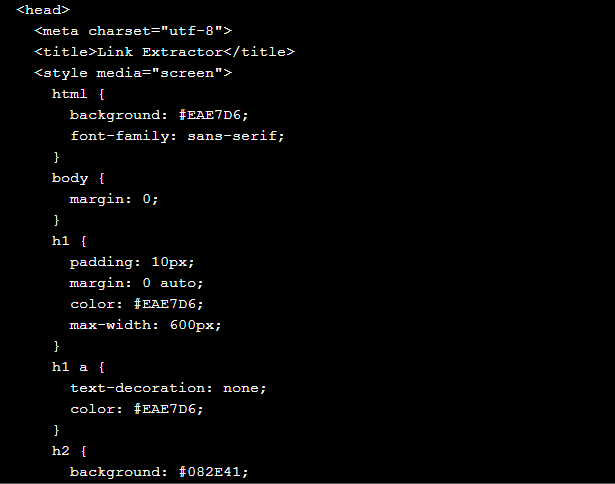 <head>
<meta charset="utf-8">
<title>Link Extractor</title>
<style media="screen">
html {
background: #EAE7D6;
font-family: sans-serif;
}
body {
margin: 0;
}
h1 {
padding: 10px;
margin: 0 auto;
color: #EAE7D6;
max-width: 600px;
}
h1 a {
text-decoration: none;
color: #EAE7D6;
}
h2 {
background: #082E41;